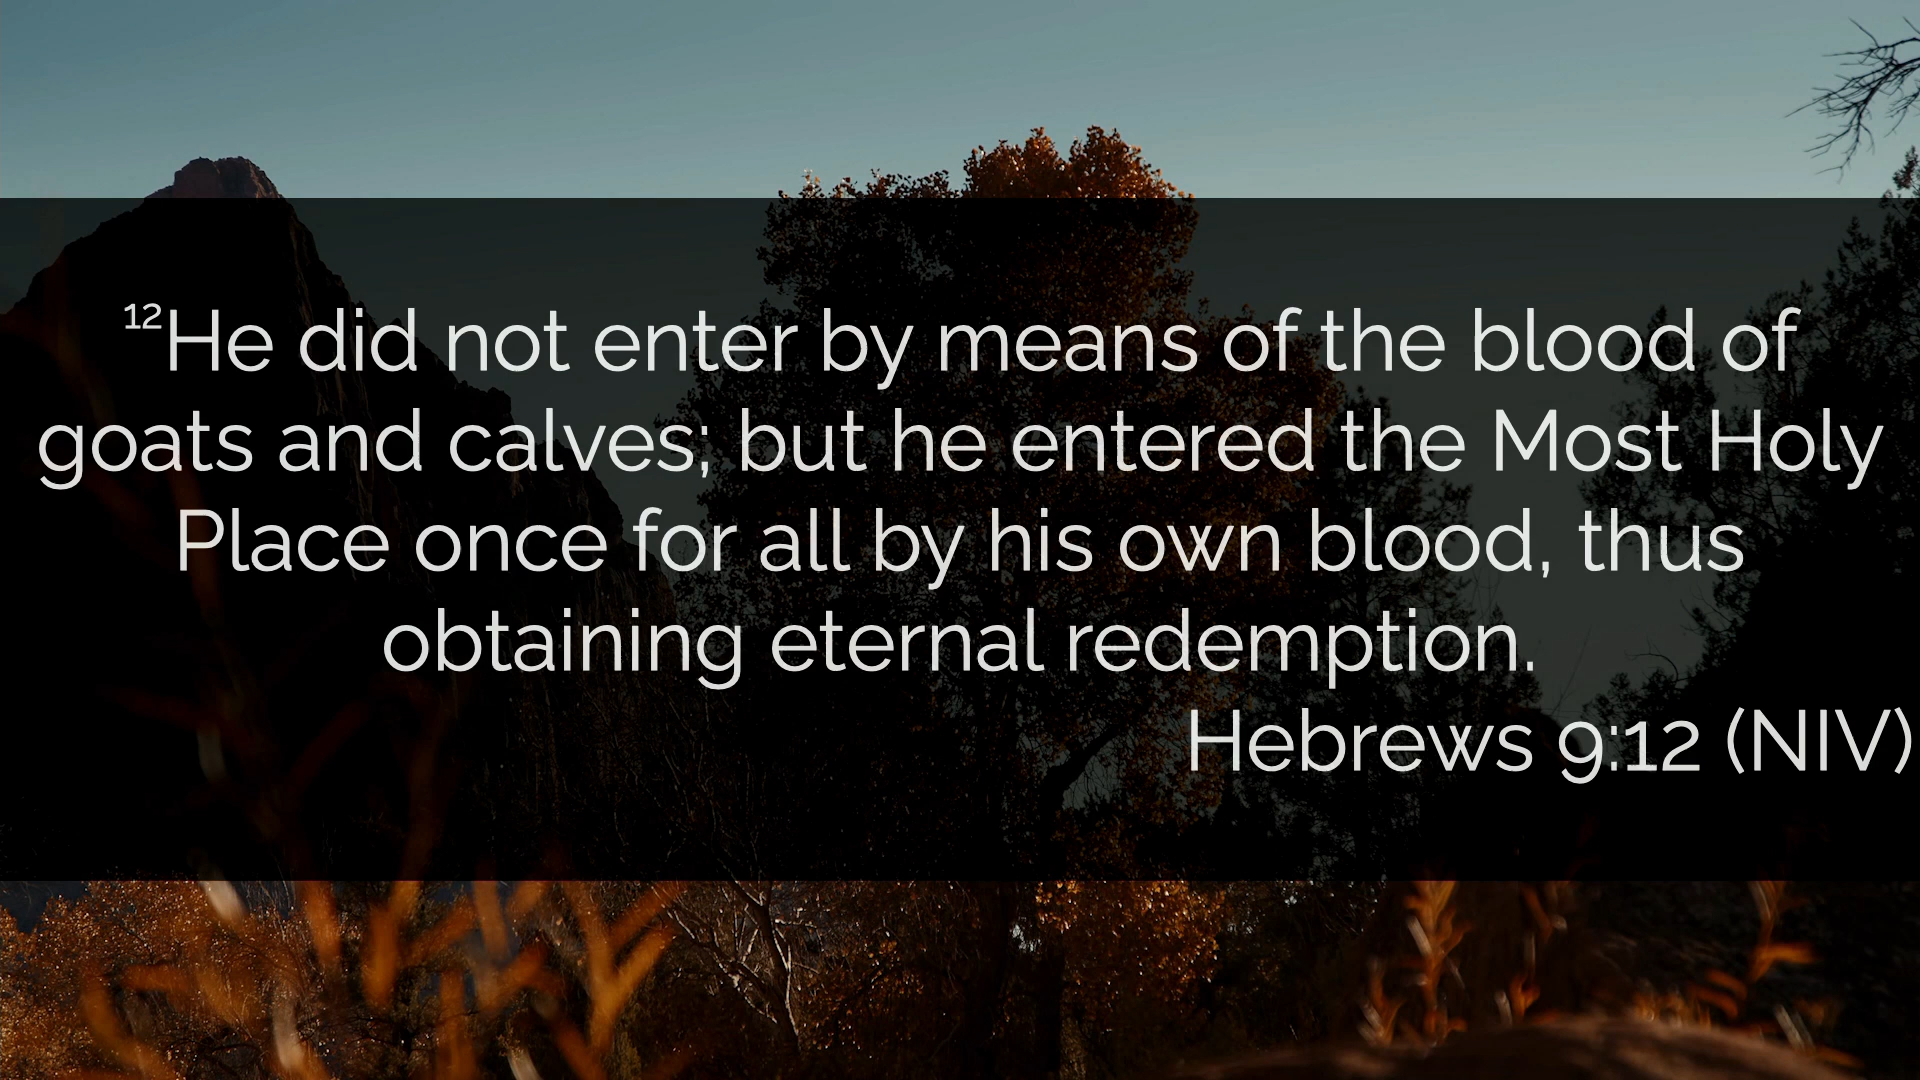 ¹²He did not enter by means of the blood of
goats and calves; but he entered the Most Holy
Place once for all by his own blood, thus
obtaining eternal redemption.
Hebrews 9:12 (NIV)